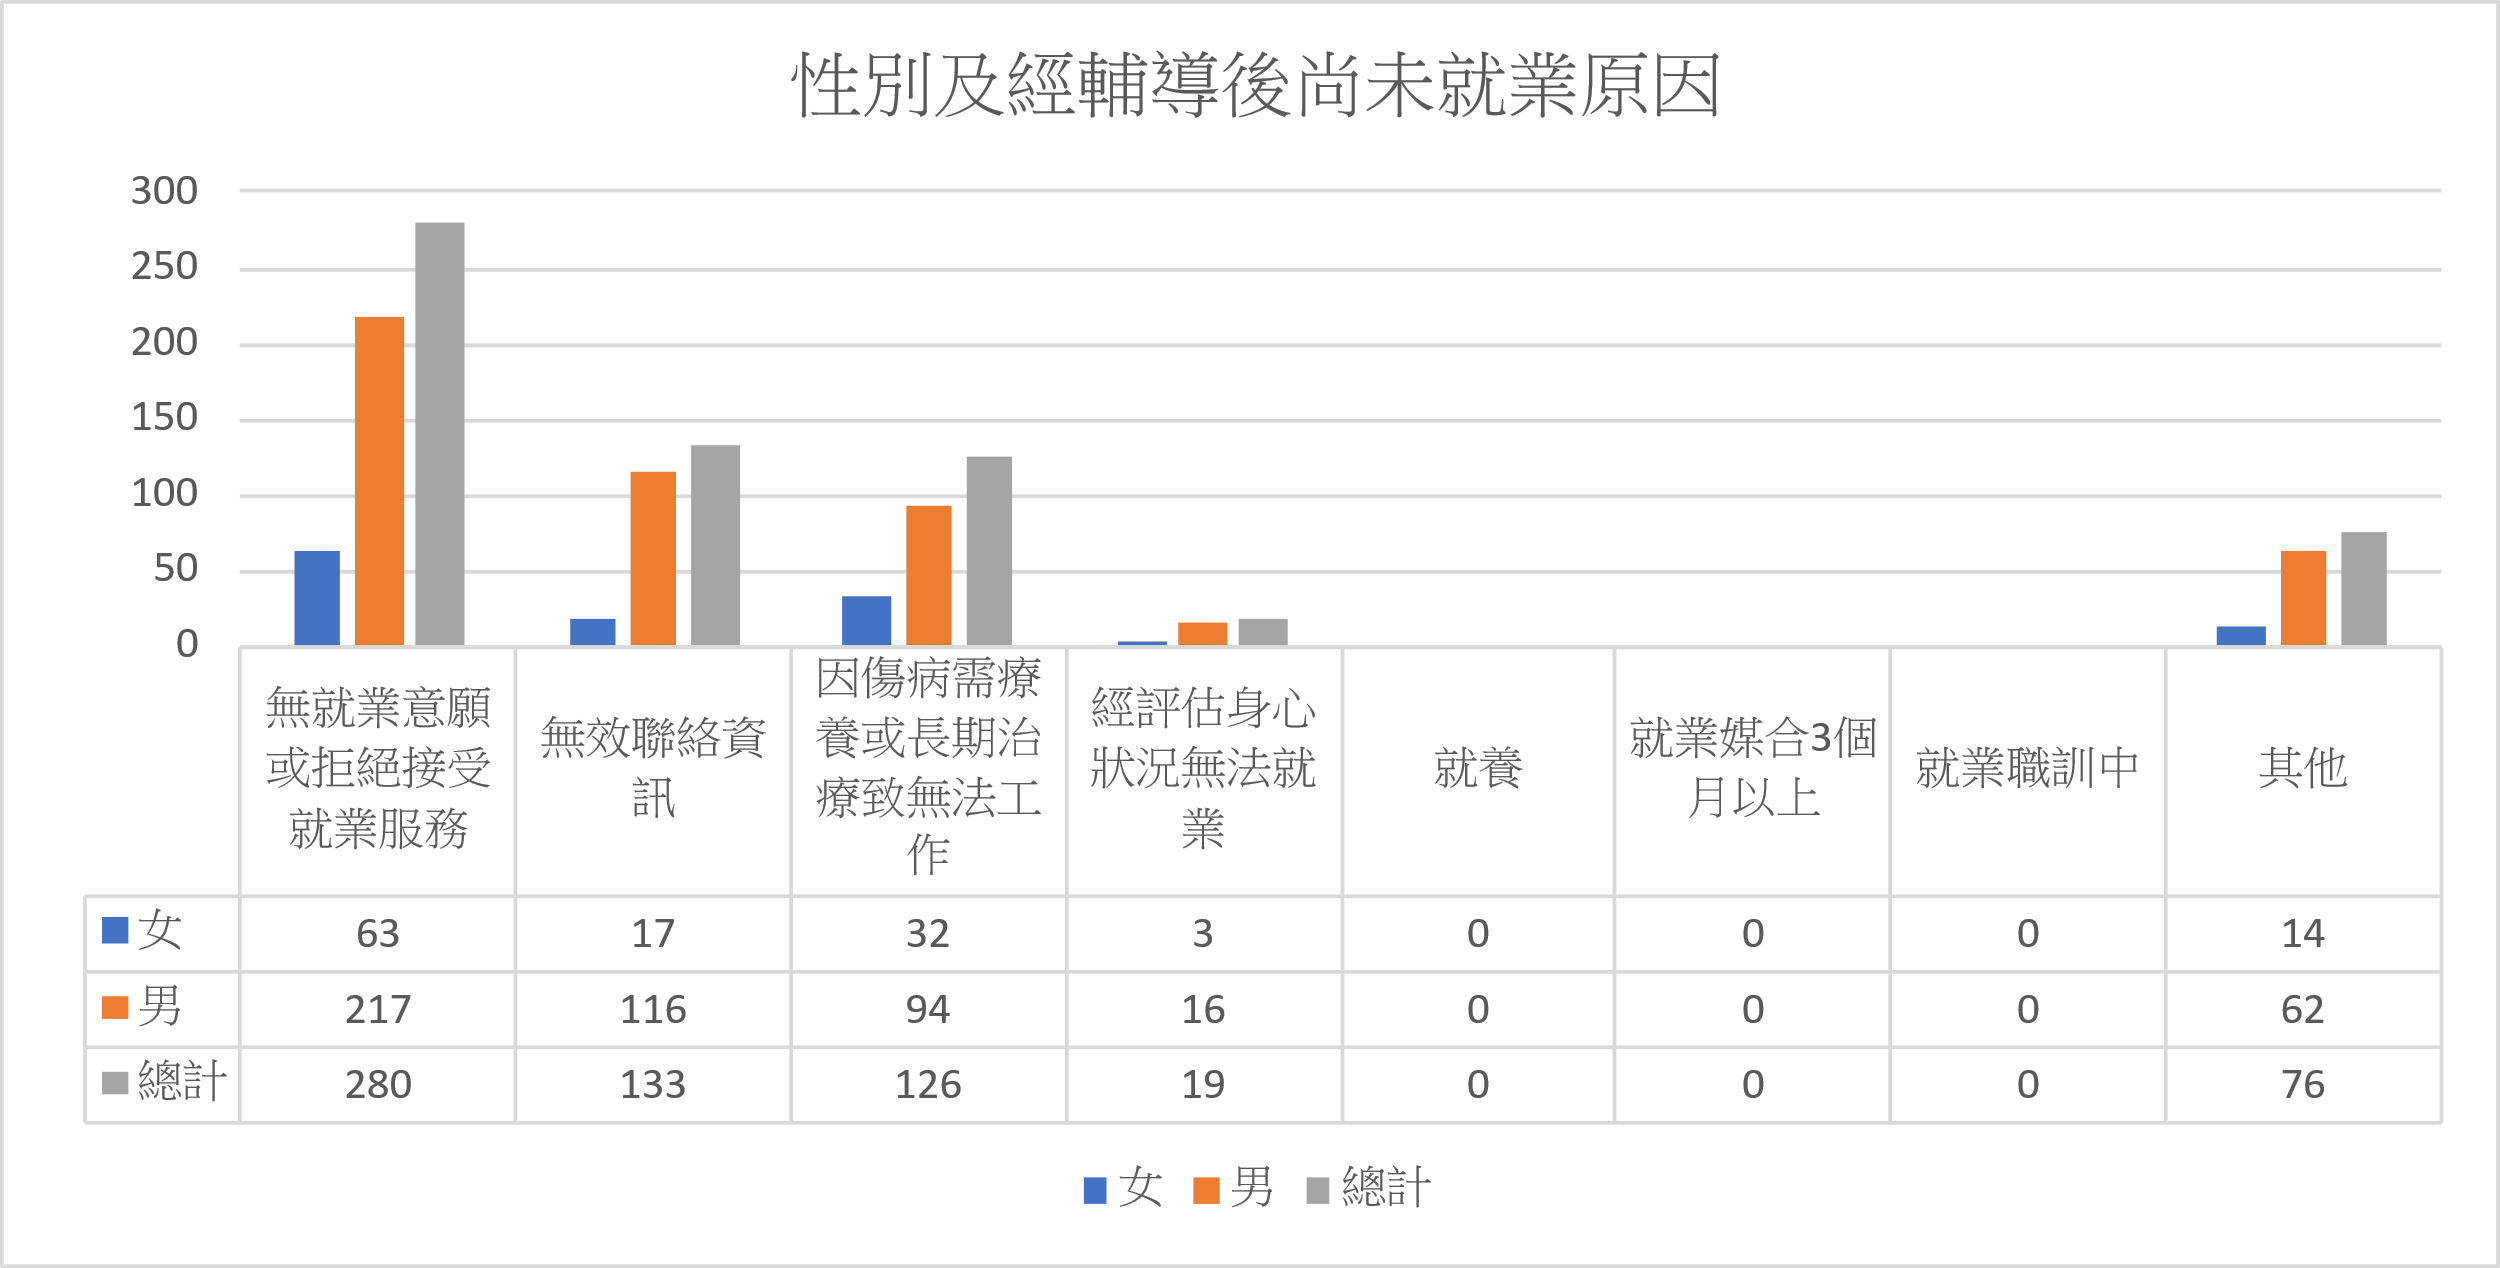 性別及經輔導後尚未就業原因
300
250
200
150
100
50
0
無就業意願
或拒絕接受
就業服務
無效聯絡資
訊
因傷病需療
養或長期治
療致無法工
作
經評估身心
狀況無法就
業
就養
就業媒合3個
月以上
就業職訓中
其他
女 63 17 32 3 0 0 0 14
男 217 116 94 16 0 0 0 62
總計 280 133 126 19 0 0 0 76
女 男 總計